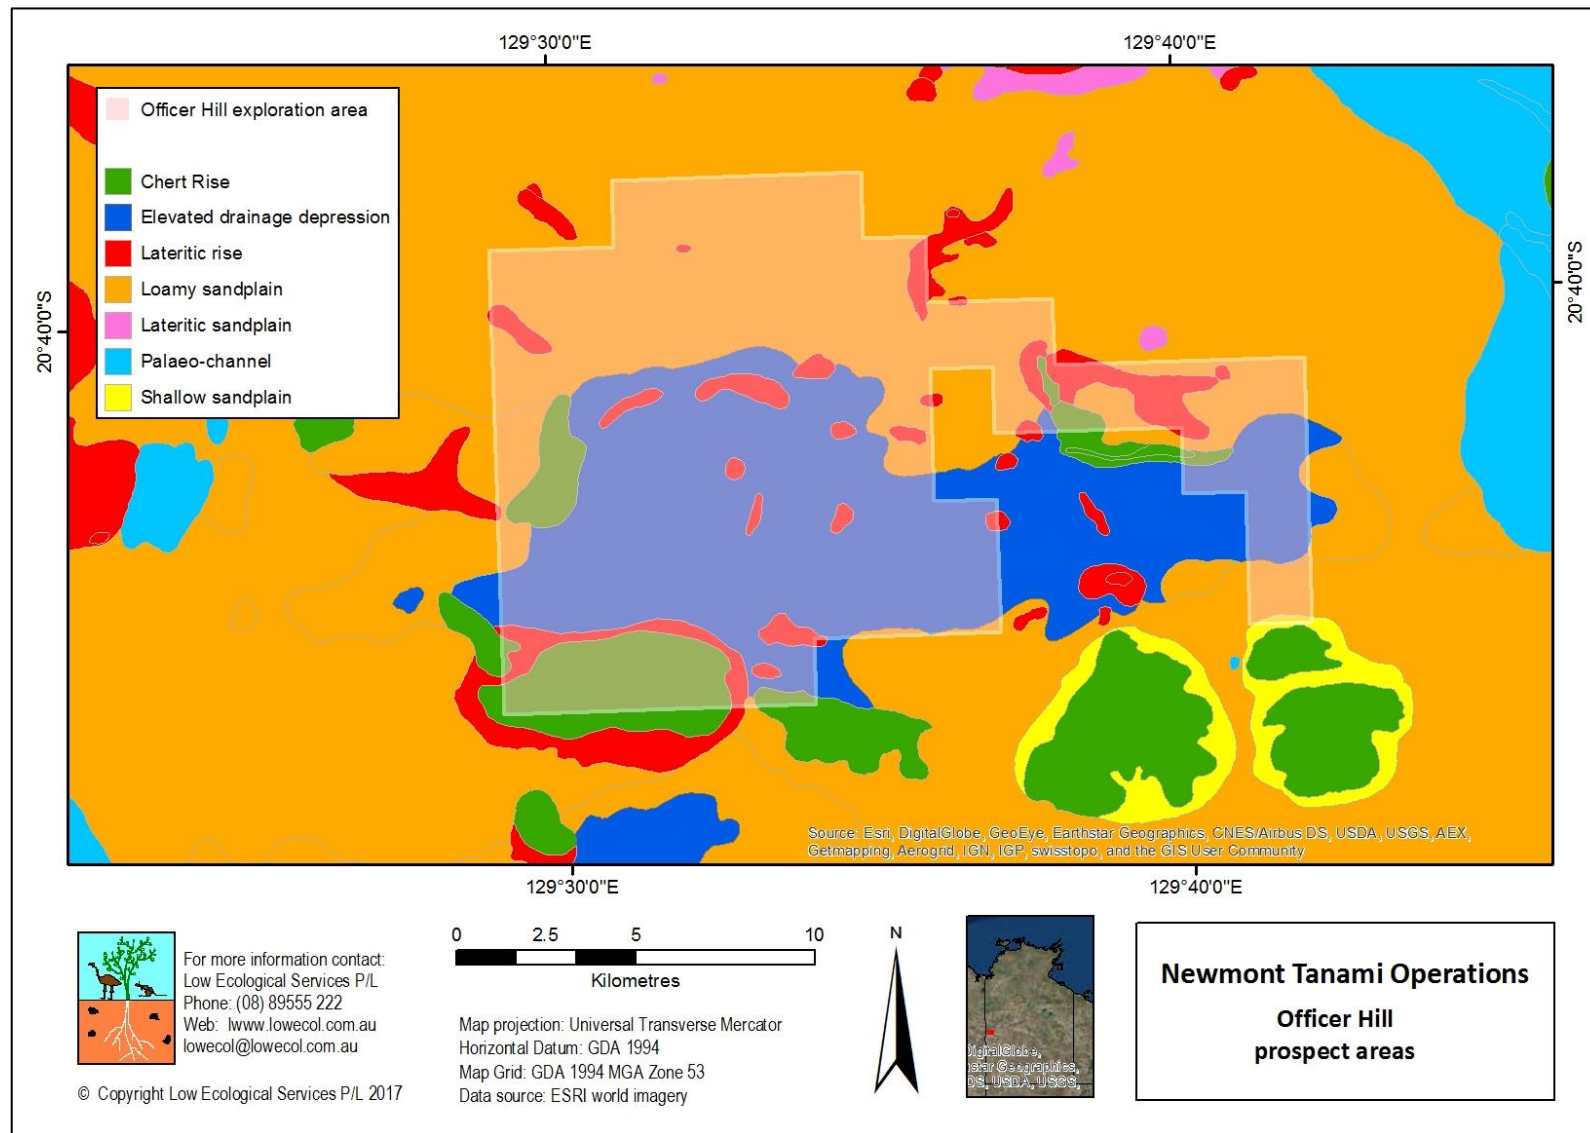 129°30'0"E
129°40'0"E
Officer Hill exploration area
Chert Rise
Elevated drainage depression
Lateritic rise
Loamy sandplain
Lateritic sandplain
Palaeo-channel
Shallow sandplain
20°40'0"S
20°40'0"S
Source: Esri, DigitalGlobe, GeoEye, Earthstar Geographics, CNES/Airbus DS, USDA, USGS, AEX,
Getmapping, Aerogrid, IGN, IGP, swisstopo, and the GIS User Community
129°30'0"E
129°40'0"E
For more information contact:
Low Ecological Services P/L
Phone: (08) 89555 222
Web: lwww.lowecol.com.au
lowecol@lowecol.com.au
© Copyright Low Ecological Services P/L 2017
0 2.5 5 10
Kilometres
Map projection: Universal Transverse Mercator
Horizontal Datum: GDA 1994
Map Grid: GDA 1994 MGA Zone 53
Data source: ESRI world imagery
N
DigitalGlobe,
Geographics,
DS, USDA, USGS,
Newmont Tanami Operations
Officer Hill
prospect areas